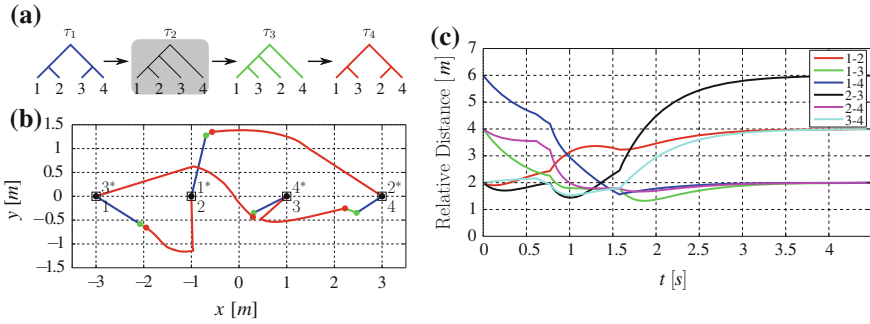 (a)
τ1 τ2 τ3 τ4
1 2 3 4 1 2 3 4 1 3 2 4 3 1 2 4
(b)
1.5
1
0.5
0
−0.5
−1
−1.5
y [m]
3* 1* 4* 2*
1 2 3 4
−3 −2 −1 0 1 2 3
x [m]
(c)
Relative Distance [m]
7
6
5
4
3
2
1
0
0 0.5 1 1.5 2 2.5 3 3.5 4
t [s]
1-2
1-3
1-4
2-3
2-4
3-4